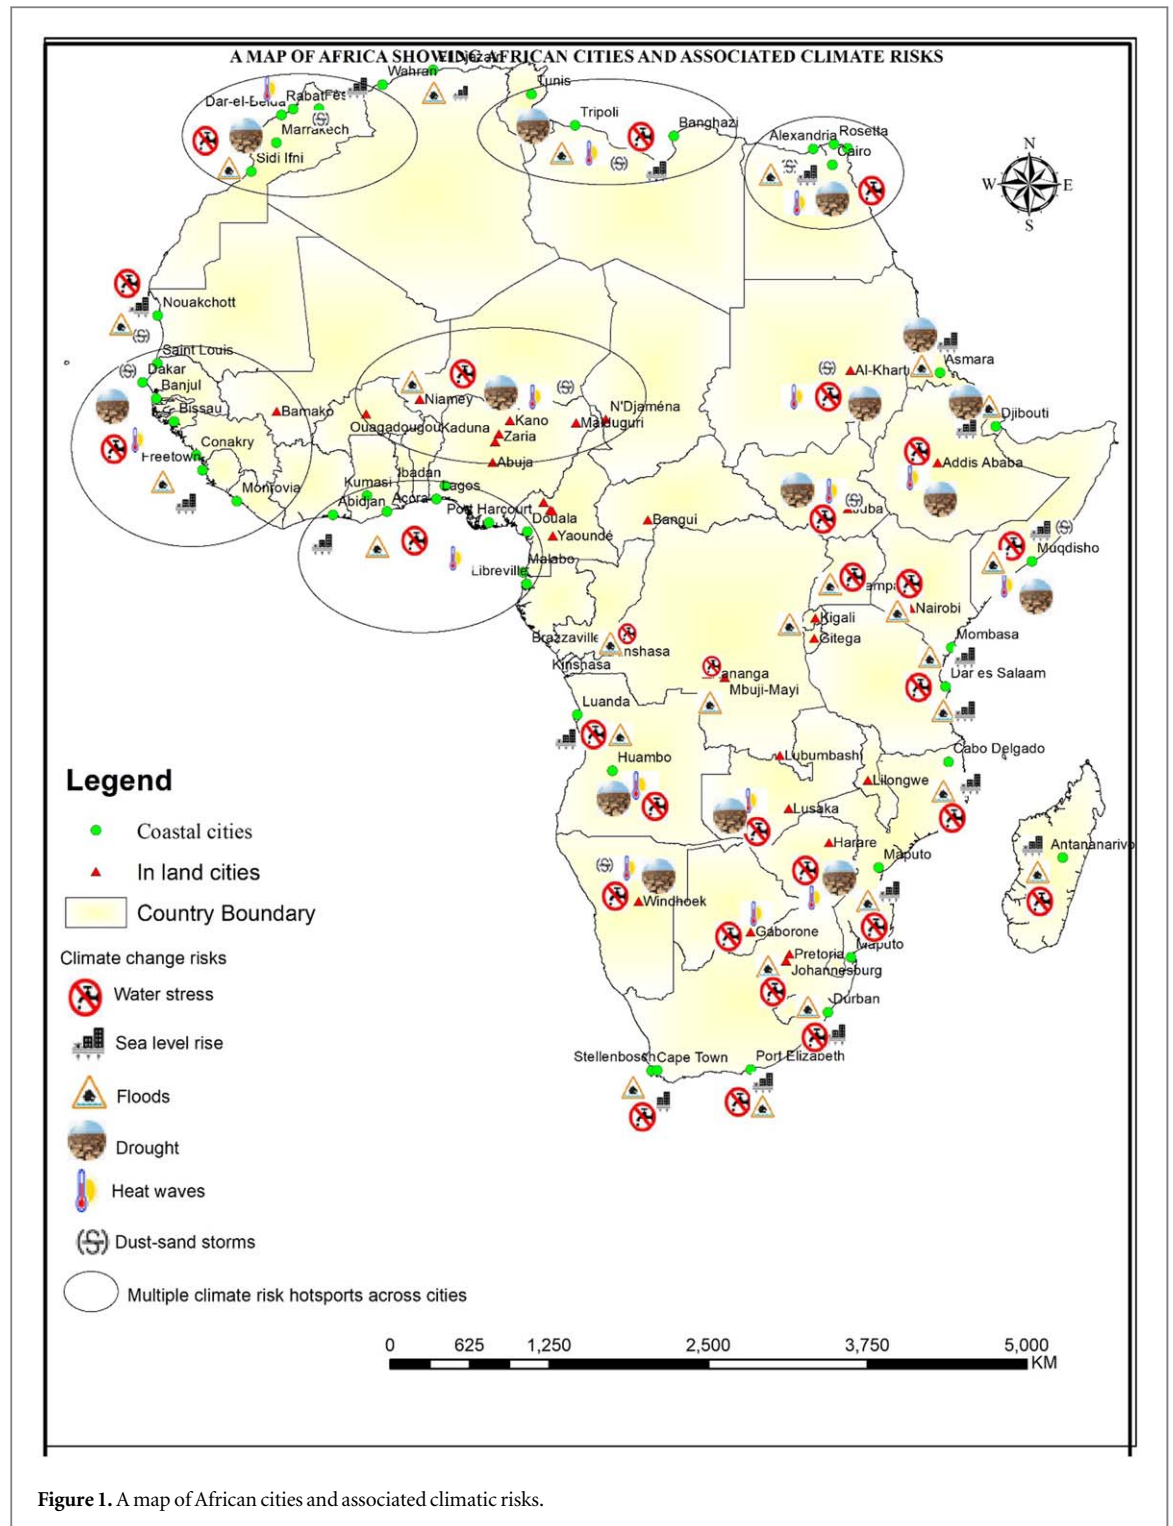 A MAP OF AFRICA SHOWING AFRICAN CITIES AND ASSOCIATED CLIMATE RISKS
Wahran
Tunis
Dar-el-Beida
Rabat
Fes
Marrakech
Sidi Ifni
Tripoli
Banghazi
Alexandria
Rosetta
Cairo
N
W
E
S
Nouakchott
Saint Louis
Dakar
Banjul
Bissau
Bamako
Conakry
Freetown
Monrovia
Niamey
Ouagadougou
Kaduna
Kano
Zaria
Maiduguri
N'Djaména
Abuja
Ibadan
Kumasi
Lagos
Abidjan
Accra
Port Harcourt
Douala
Yaoundé
Malabo
Libreville
Bangui
Al-Khart
Asmara
Djibouti
Addis Ababa
Juba
Muqdisho
ampa
Nairobi
Kigali
Gitega
Mombasa
Dar es Salaam
Brazzaville
nshasa
Kinshasa
ananga
Mbuji-Mayi
Luanda
Huambo
Lubumbashi
Lilongwe
Cabo Delgado
Lusaka
Harare
Maputo
Antananarivo
Windhoek
Gaborone
Pretoria
Johannesburg
Maputo
Durban
Stellenbosch
Cape Town
Port Elizabeth
Legend
Coastal cities
In land cities
Country Boundary
Climate change risks
Water stress
Sea level rise
Floods
Drought
Heat waves
Dust-sand storms
Multiple climate risk hotsports across cities
0 625 1,250 2,500 3,750 5,000
KM
Figure 1. A map of African cities and associated climatic risks.